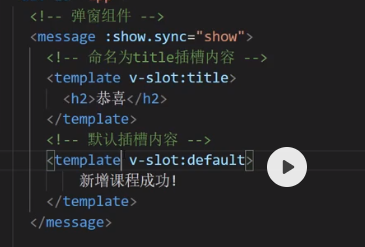 <!-- 弹窗组件 -->
<message :show.sync="show">
<!-- 命名为title插槽内容 -->
<template v-slot:title>
<h2>恭喜</h2>
</template>
<!-- 默认插槽内容 -->
<template v-slot:default>
新增课程成功!
</template>
</message>